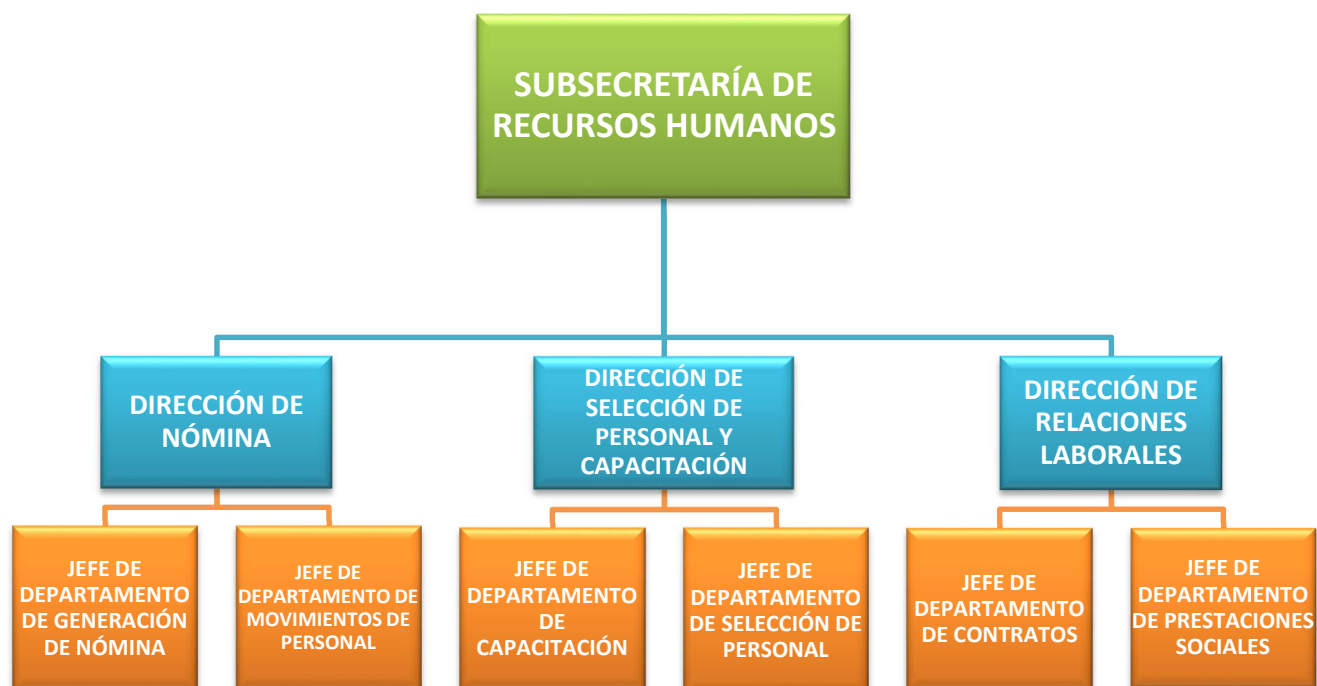 SUBSECRETARÍA DE
RECURSOS HUMANOS
DIRECCIÓN DE
NÓMINA
DIRECCIÓN DE
SELECCIÓN DE
PERSONAL Y
CAPACITACIÓN
DIRECCIÓN DE
RELACIONES
LABORALES
JEFE DE
DEPARTAMENTO
DE GENERACIÓN
DE NÓMINA
JEFE DE
DEPARTAMENTO DE
MOVIMIENTOS DE
PERSONAL
JEFE DE
DEPARTAMENTO
DE
CAPACITACIÓN
JEFE DE
DEPARTAMENTO
DE SELECCIÓN DE
PERSONAL
JEFE DE
DEPARTAMENTO
DE CONTRATOS
JEFE DE
DEPARTAMENTO
DE PRESTACIONES
SOCIALES